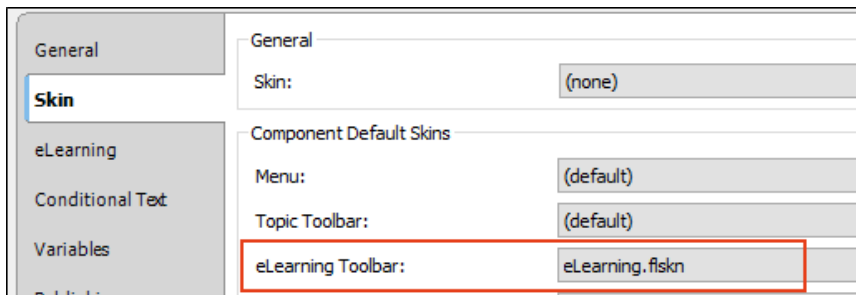 General
Skin
eLearning
Conditional Text
Variables
General
Skin: (none)
Component Default Skins
Menu: (default)
Topic Toolbar: (default)
eLearning Toolbar: eLearning.flskn